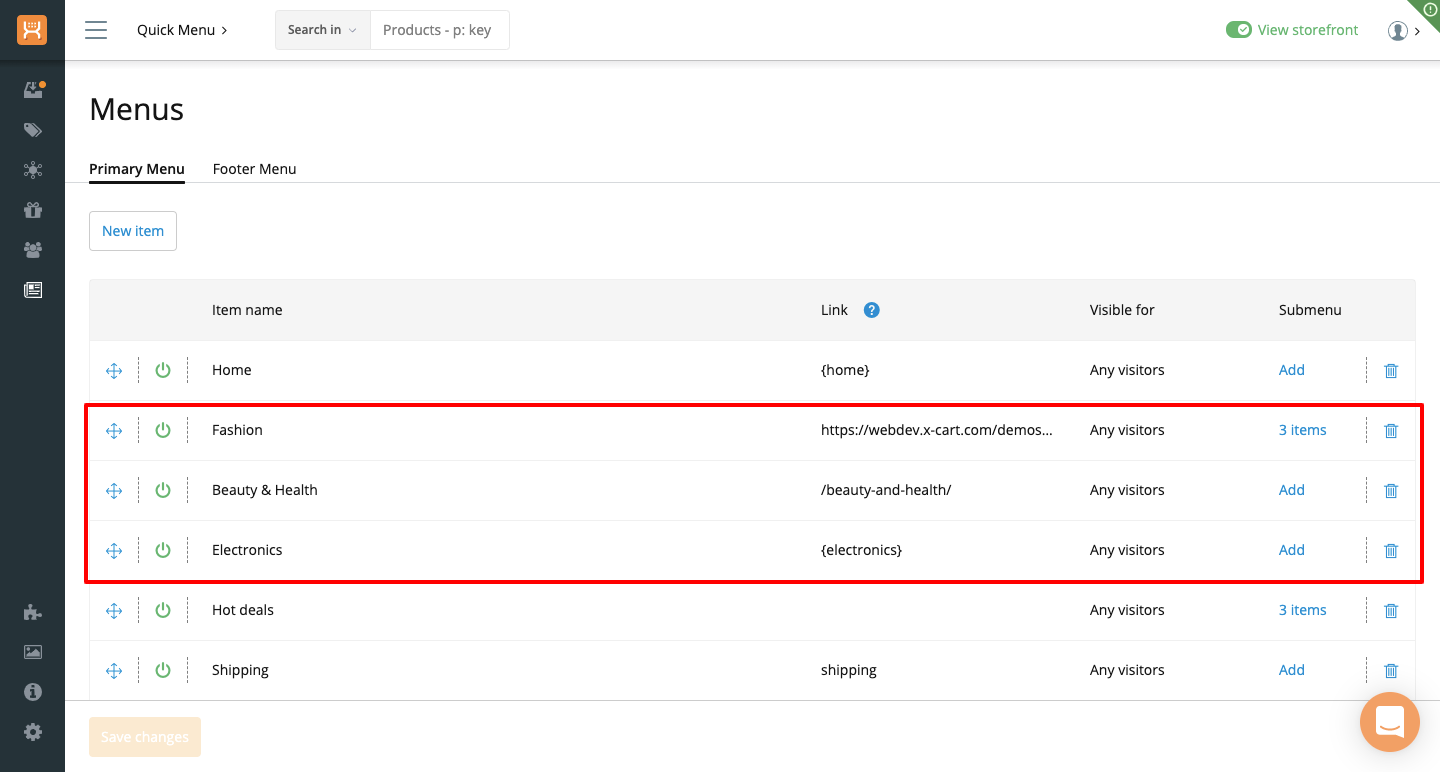 Quick Menu
Search in
Products - p: key
View storefront
Menus
Primary Menu
Footer Menu
New item
Item name Link ? Visible for Submenu
Home {home} Any visitors Add
Fashion https://webdev.x-cart.com/demos... Any visitors 3 items
Beauty & Health /beauty-and-health/ Any visitors Add
Electronics {electronics} Any visitors Add
Hot deals Any visitors 3 items
Shipping shipping Any visitors Add
Save changes